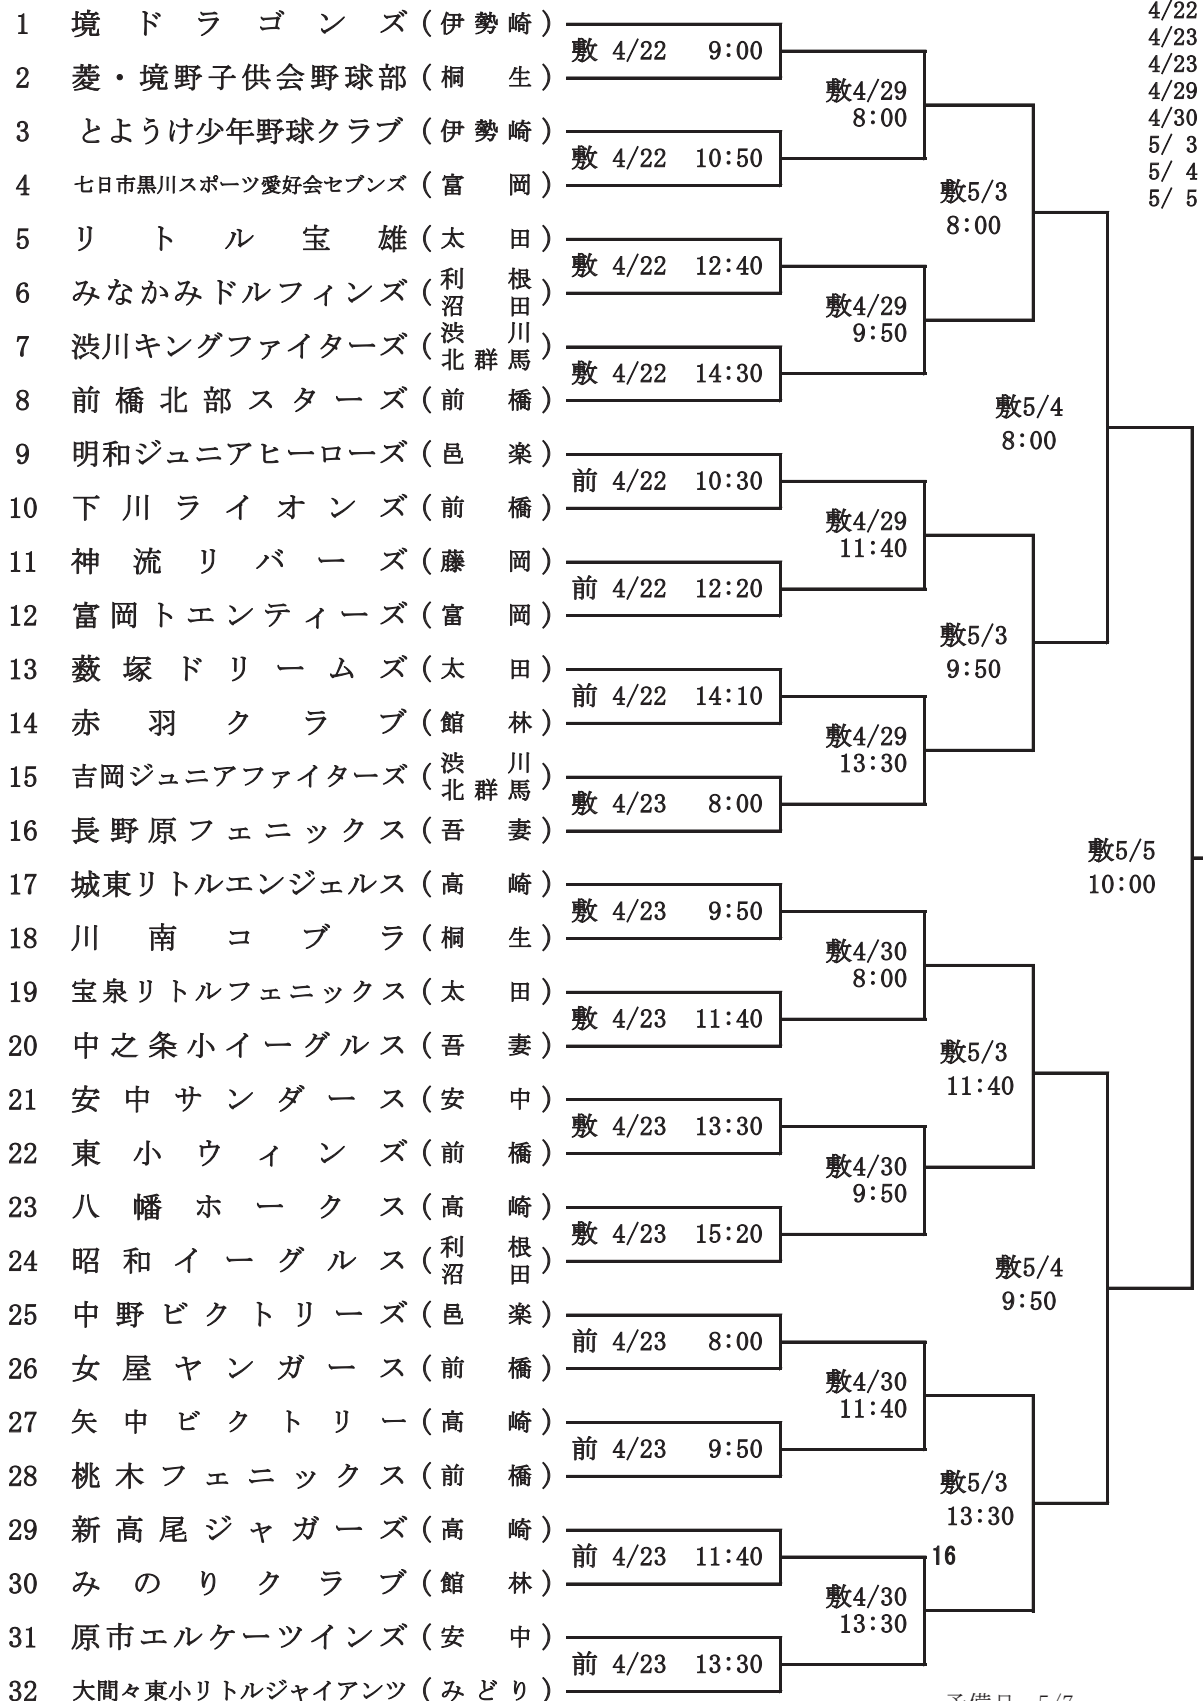 1 境ドラゴンズ(伊勢崎)
敷 4/22 9:00
2 菱・境野子供会野球部(桐生)
敷4/29
8:00
3 とようけ少年野球クラブ(伊勢崎)
敷 4/22 10:50
4 七日市黒川スポーツ愛好会セブンズ(富岡)
敷5/3
8:00
5 リトル宝雄(太田)
敷 4/22 12:40
6 みなかみドルフィンズ(利根沼田)
敷4/29
9:50
7 渋川キングファイターズ(渋川北群馬)
敷 4/22 14:30
8 前橋北部スターズ(前橋)
敷5/4
8:00
9 明和ジュニアヒーローズ(邑楽)
前 4/22 10:30
10 下川ライオンズ(前橋)
敷4/29
11:40
11 神流リバーズ(藤岡)
前 4/22 12:20
12 富岡トエンティーズ(富岡)
敷5/3
9:50
13 藪塚ドリームズ(太田)
前 4/22 14:10
14 赤羽クラブ(館林)
敷4/29
13:30
15 吉岡ジュニアファイターズ(渋川北群馬)
敷 4/23 8:00
16 長野原フェニックス(吾妻)
敷5/5
10:00
17 城東リトルエンジェルス(高崎)
敷 4/23 9:50
18 川南コブラ(桐生)
敷4/30
8:00
19 宝泉リトルフェニックス(太田)
敷 4/23 11:40
20 中之条小イーグルス(吾妻)
敷5/3
11:40
21 安中サンダース(安中)
敷 4/23 13:30
22 東小ウィンズ(前橋)
敷4/30
9:50
23 八幡ホークス(高崎)
敷 4/23 15:20
24 昭和イーグルス(利根沼田)
敷5/4
9:50
25 中野ビクトリーズ(邑楽)
前 4/23 8:00
26 女屋ヤンガース(前橋)
敷4/30
11:40
27 矢中ビクトリー(高崎)
前 4/23 9:50
28 桃木フェニックス(前橋)
敷5/3
13:30
29 新高尾ジャガーズ(高崎)
前 4/23 11:40
16
30 みのりクラブ(館林)
敷4/30
13:30
31 原市エルケーツインズ(安中)
前 4/23 13:30
32 大間々東小リトルジャイアンツ(みどり)
4/22
4/23
4/23
4/29
4/30
5/ 3
5/ 4
5/ 5